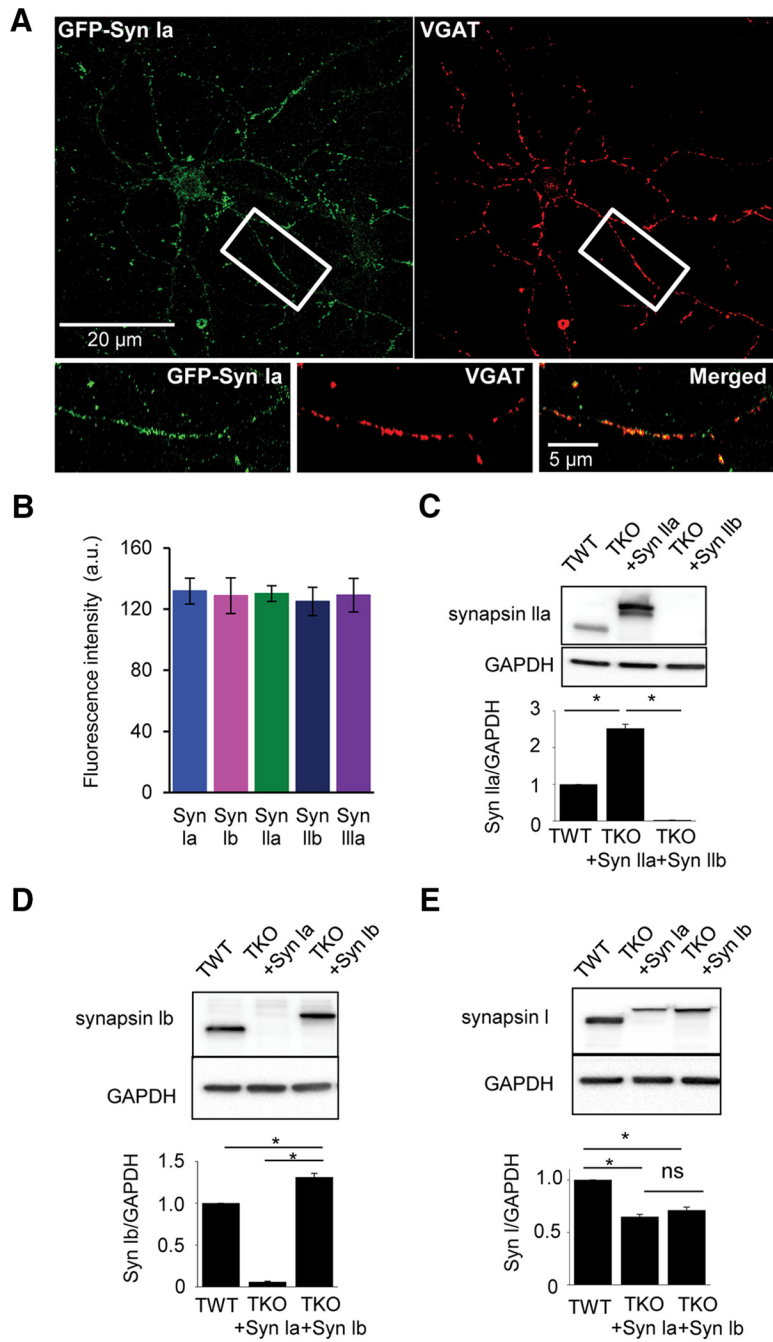 A
GFP-Syn Ia
VGAT
20 µm
GFP-Syn Ia
VGAT
Merged
5 µm
B
Fluorescence intensity (a.u.)
160
120
80
40
0
Syn Ia
Syn Ib
Syn IIa
Syn IIb
Syn IIIa
C
TWT
TKO +Syn IIa
TKO +Syn IIb
synapsin IIa
GAPDH
* *
Syn IIa/GAPDH
3
2
1
0
TWT TKO TKO
+Syn IIa+Syn IIb
D
TWT
TKO +Syn Ia
TKO +Syn Ib
synapsin Ib
GAPDH
*
*
Syn Ib/GAPDH
1.5
1.0
0.5
0
TWT TKO TKO
+Syn Ia+Syn Ib
E
TWT
TKO +Syn Ia
TKO +Syn Ib
synapsin I
GAPDH
*
* ns
Syn I/GAPDH
1.0
0.5
0
TWT TKO TKO
+Syn Ia+Syn Ib